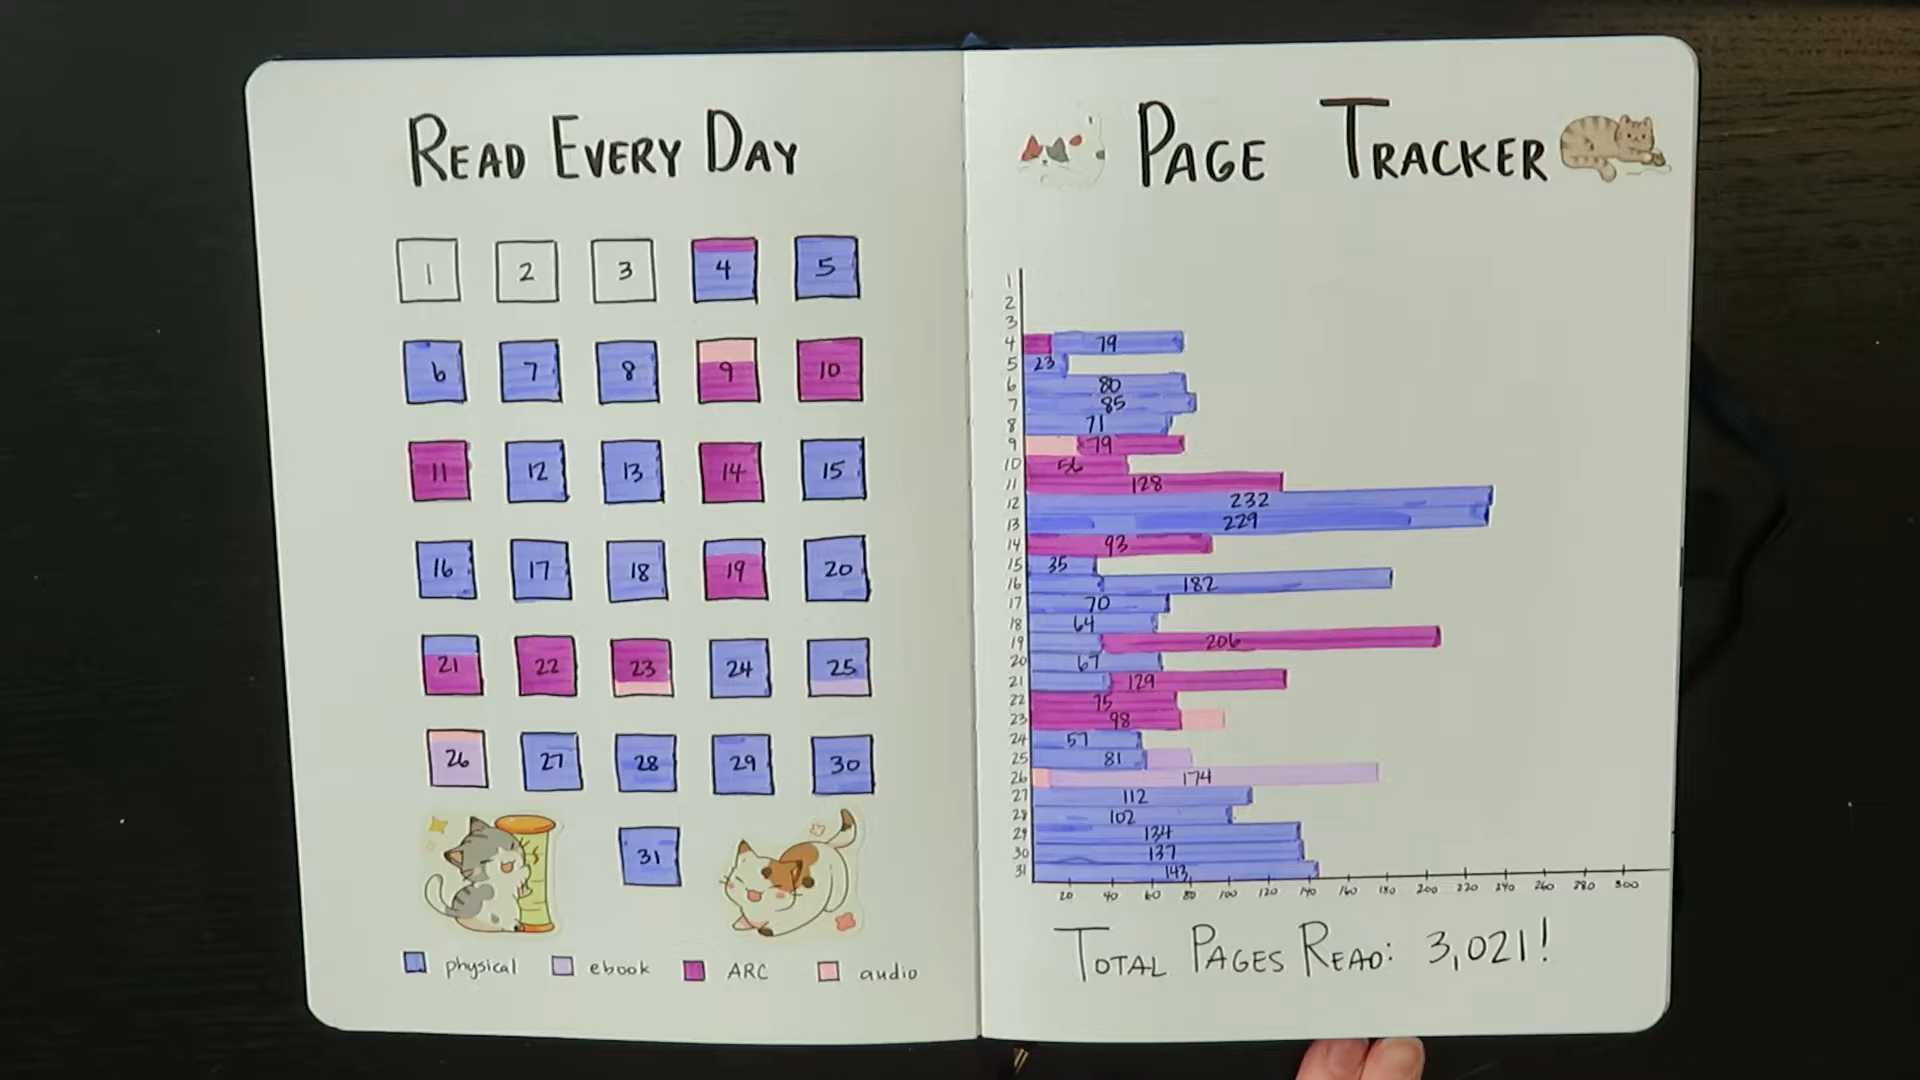 READ EVERY DAY
1 2 3 4 5
6 7 8 9 10
11 12 13 14 15
16 17 18 19 20
21 22 23 24 25
26 27 28 29 30
31
physical ebook ARC audio
PAGE TRACKER
1
2
3
4 79
5 23
6 80
7 85
8 71
9 79
10 56
11 128
12 232
13 229
14 93
15 35
16 182
17 70
18 64
19 206
20 67
21 129
22 75
23 98
24 57
25 81
26 174
27 112
28 102
29 134
30 137
31 143
20 40 60 80 100 120 140 160 180 200 220 240 260 280 300
TOTAL PAGES READ: 3,021!